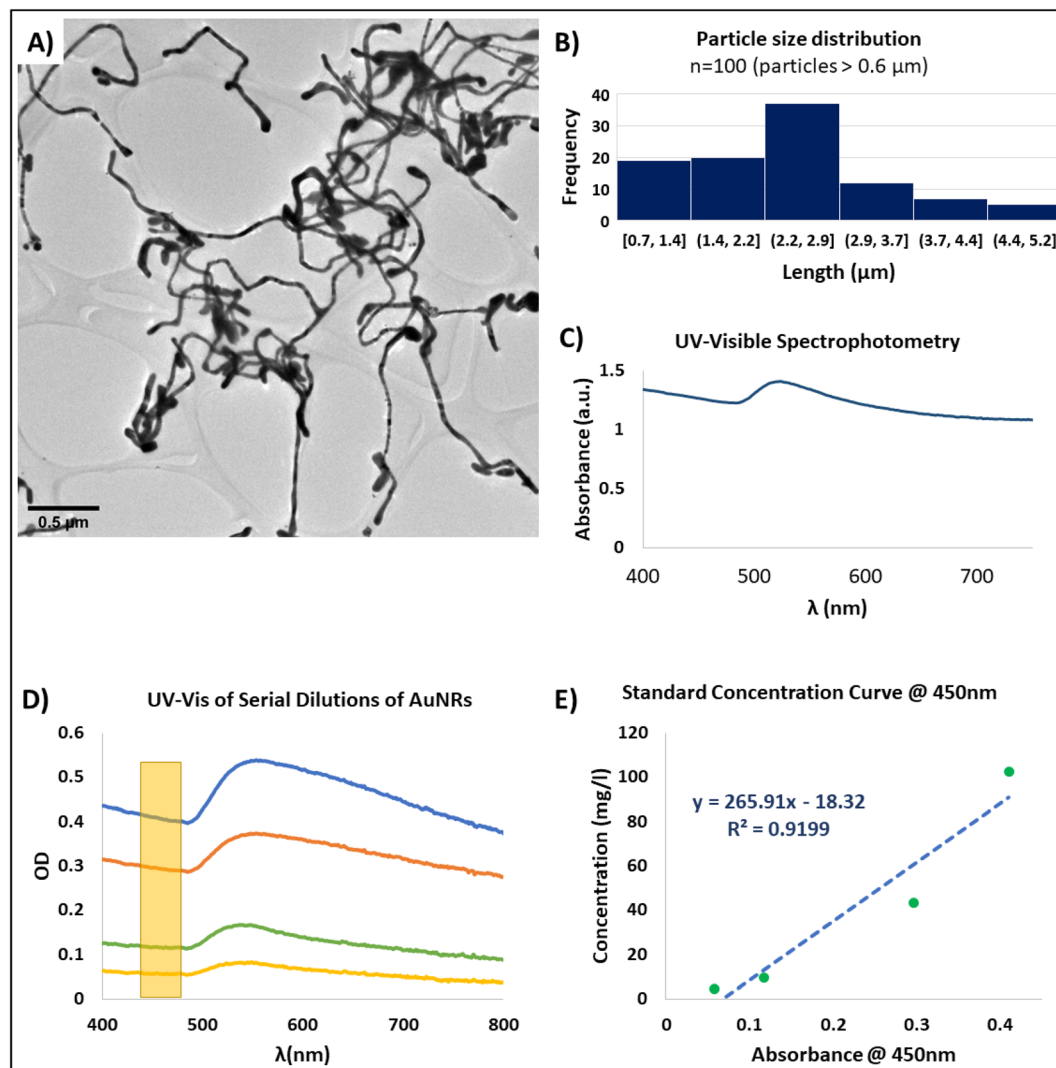 A)
0.5 µm
B)
Particle size distribution
n=100 (particles > 0.6 µm)
Frequency
40
30
20
10
0
[0.7, 1.4] (1.4, 2.2] (2.2, 2.9] (2.9, 3.7] (3.7, 4.4] (4.4, 5.2]
Length (µm)
C)
UV-Visible Spectrophotometry
Absorbance (a.u.)
1.5
1
0.5
0
400 500 600 700
λ (nm)
D)
UV-Vis of Serial Dilutions of AuNRs
OD
0.6
0.5
0.4
0.3
0.2
0.1
0
400 500 600 700 800
λ(nm)
E)
Standard Concentration Curve @ 450nm
Concentration (mg/l)
120
100
80
60
40
20
0
y = 265.91x - 18.32
R² = 0.9199
0 0.1 0.2 0.3 0.4
Absorbance @ 450nm